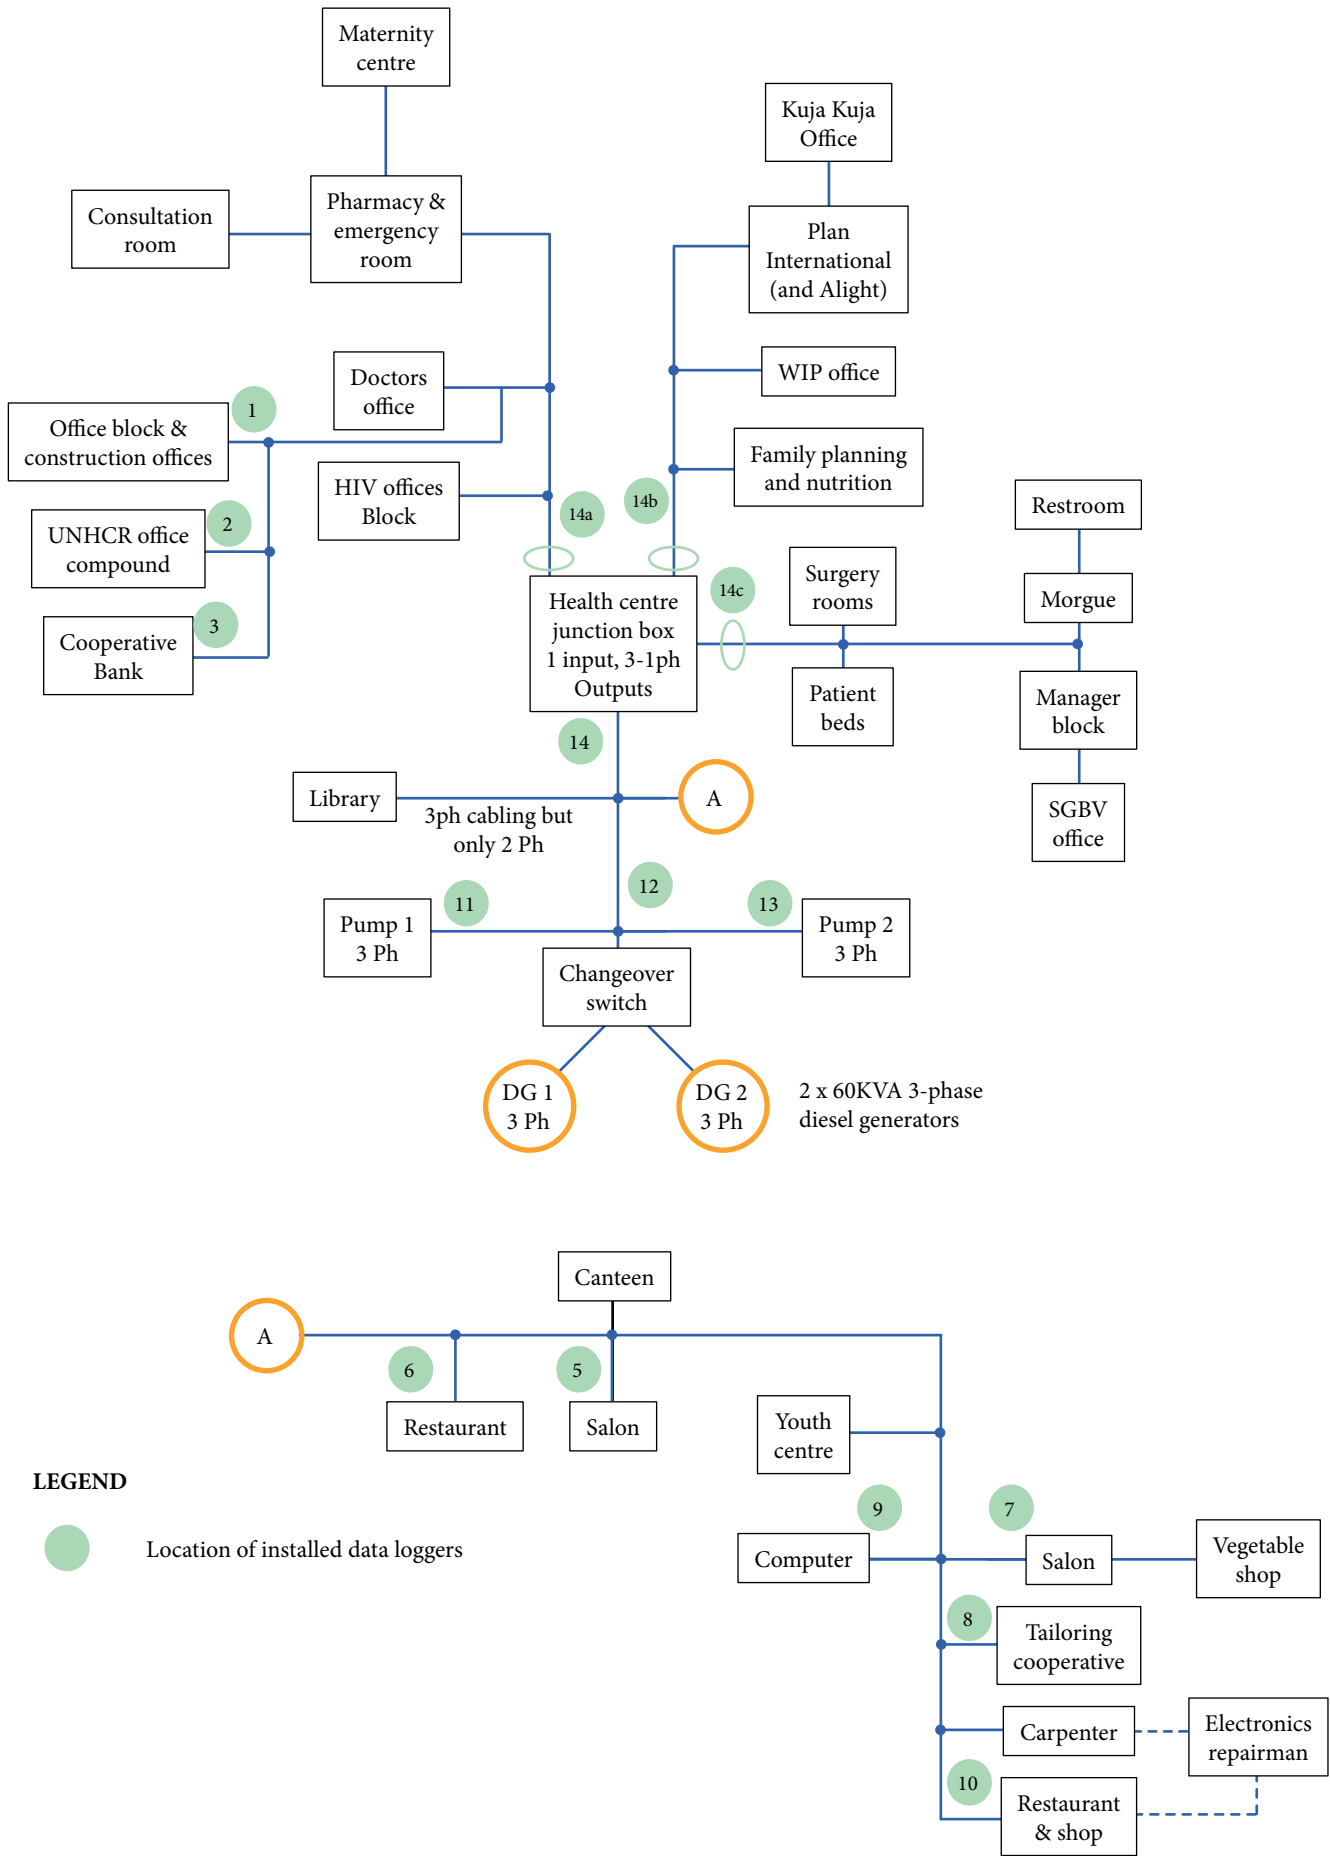 Maternity
centre
Kuja Kuja
Office
Consultation
room
Pharmacy &
emergency
room
Plan
International
(and Alight)
Doctors
office
WIP office
1
Office block &
construction offices
HIV offices
Block
14a
14b
Family planning
and nutrition
2
UNHCR office
compound
Restroom
3
Cooperative
Bank
Health centre
junction box
1 input, 3-1ph
Outputs
14c
Surgery
rooms
Morgue
Patient
beds
Manager
block
14
Library
3ph cabling but
only 2 Ph
A
SGBV
office
11
12
13
Pump 1
3 Ph
Pump 2
3 Ph
Changeover
switch
DG 1
3 Ph
DG 2
3 Ph
2 x 60KVA 3-phase
diesel generators
Canteen
A
6
5
Restaurant
Salon
Youth
centre
LEGEND
Location of installed data loggers
9
7
Computer
Salon
Vegetable
shop
8
Tailoring
cooperative
Carpenter
Electronics
repairman
10
Restaurant
& shop